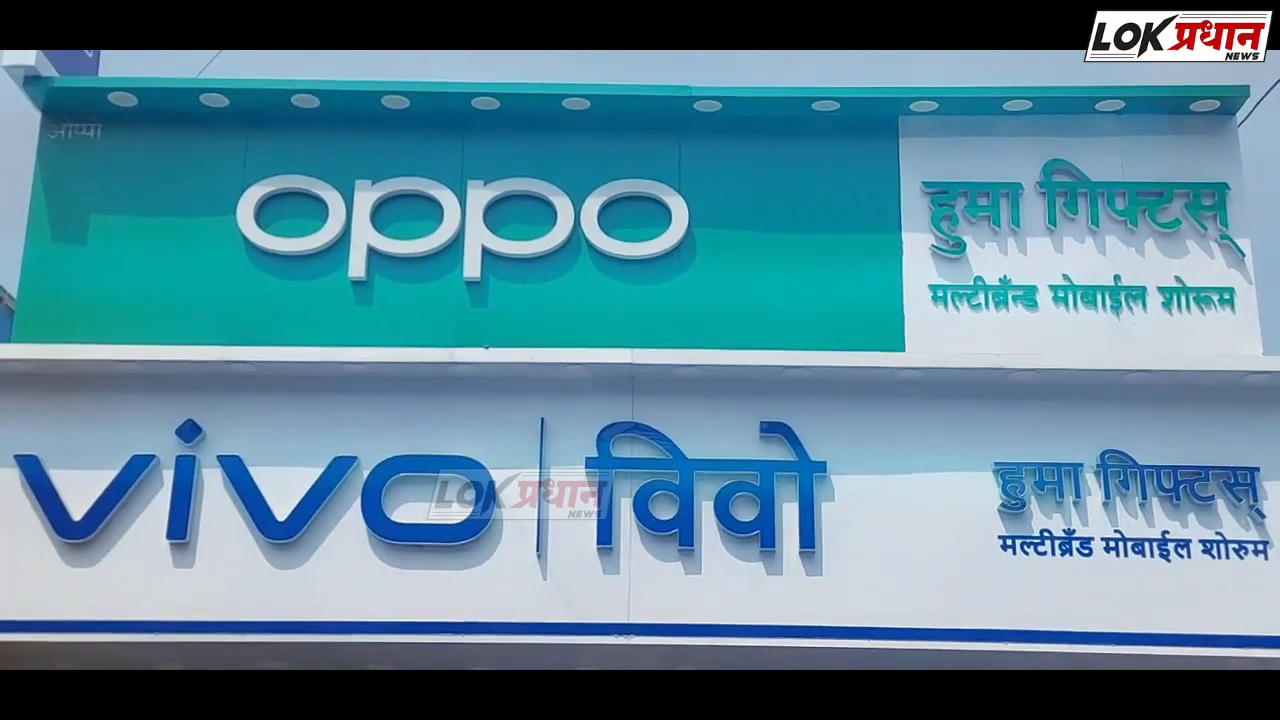 LOK प्रधान
NEWS
ओप्पो
oppo
हुमा गिफ्टस्
मल्टीब्रँन्ड मोबाईल शोरूम
vivo | विवो
हुमा गिफ्टस्
मल्टीब्रँड मोबाईल शोरुम
LOK प्रधान
NEWS